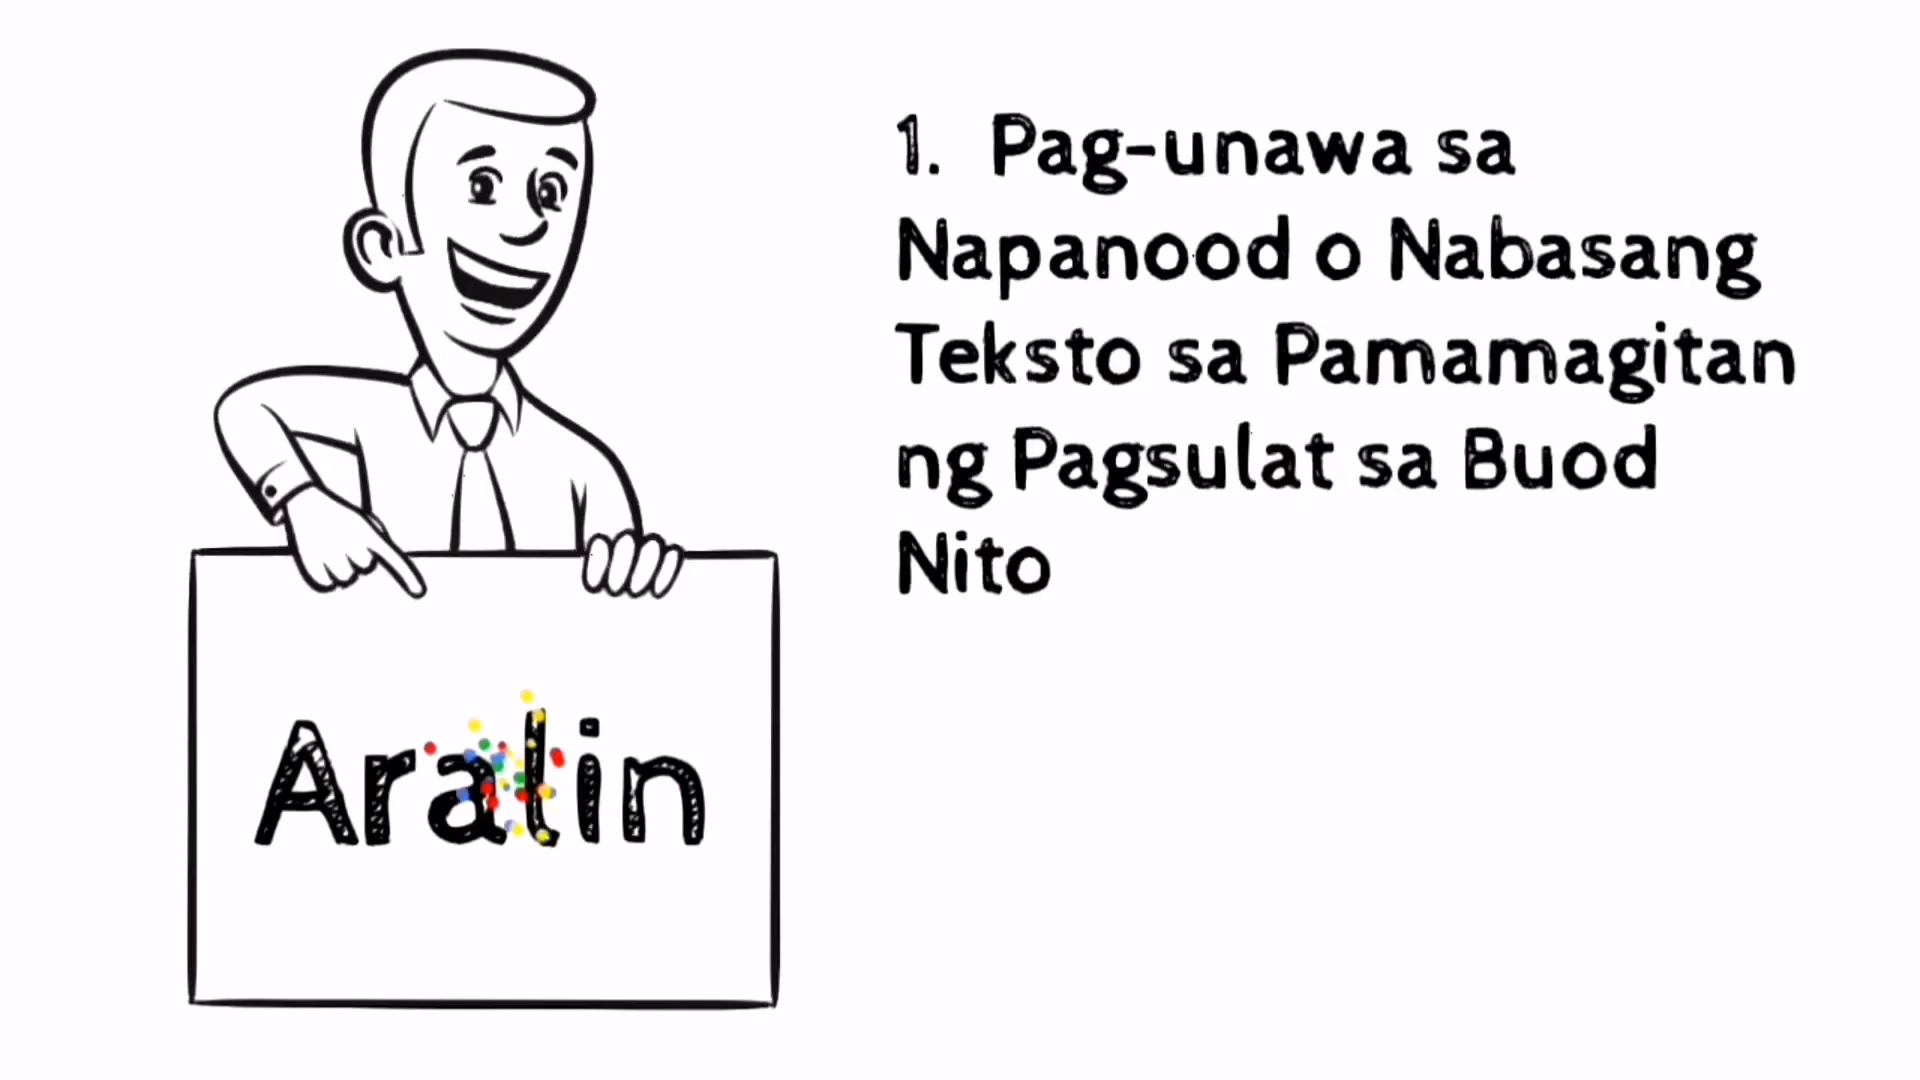 1. Pag-unawa sa
Napanood o Nabasang
Teksto sa Pamamagitan
ng Pagsulat sa Buod
Nito
Aralin